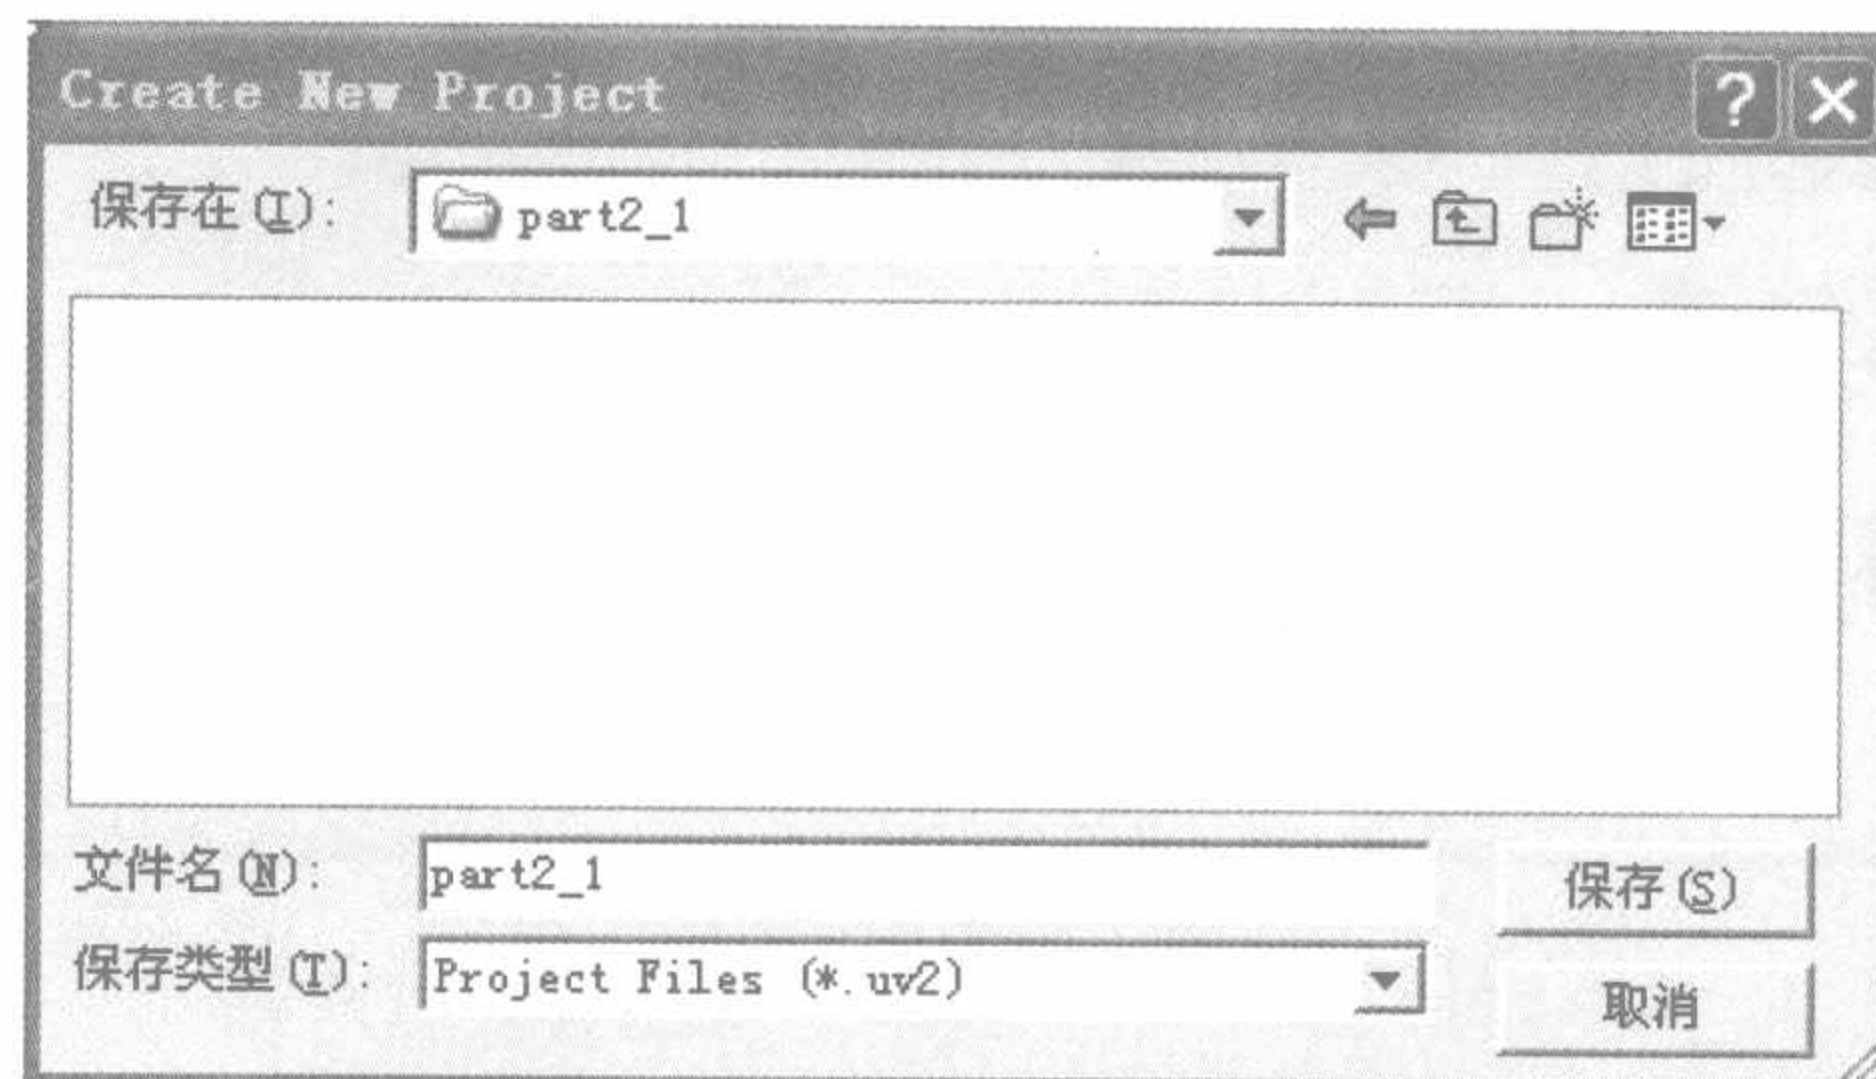 Create New Project
保存在(I): part2_1
文件名(N): part2_1
保存(S)
保存类型(T): Project Files (*.uv2)
取消